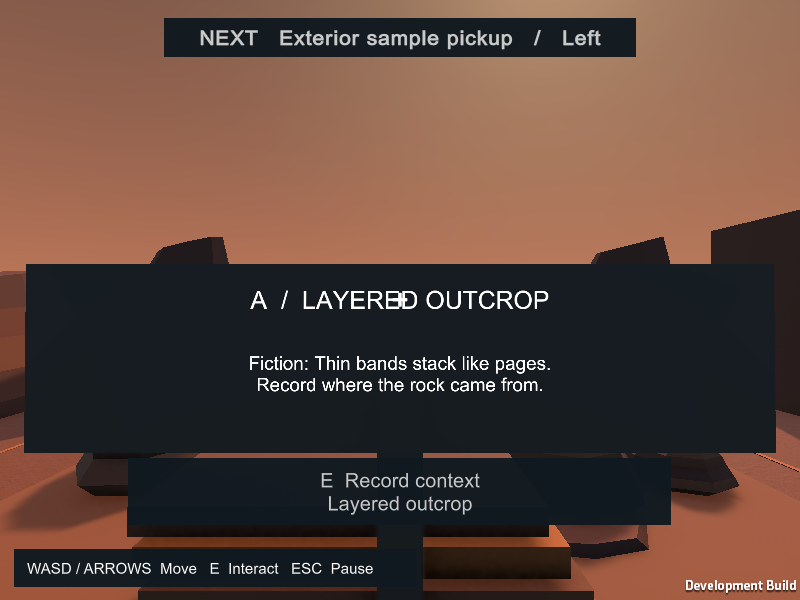 NEXT Exterior sample pickup / Left
A / LAYERED OUTCROP
Fiction: Thin bands stack like pages.
Record where the rock came from.
E Record context
Layered outcrop
WASD / ARROWS Move E Interact ESC Pause
Development Build